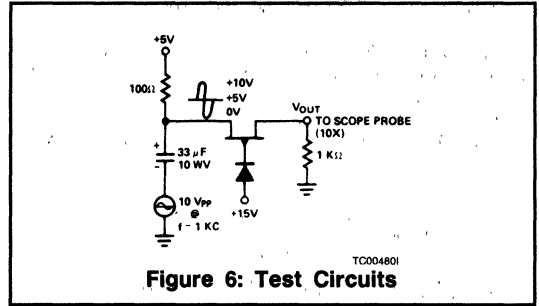 +5V
100Ω
+10V
+5V
0V
VOUT
TO SCOPE PROBE
(10X)
1 KΩ
+
33 μF
-
10 WV
10 VPP
@
f - 1 KC
+15V
TC00480I
Figure 6: Test Circuits